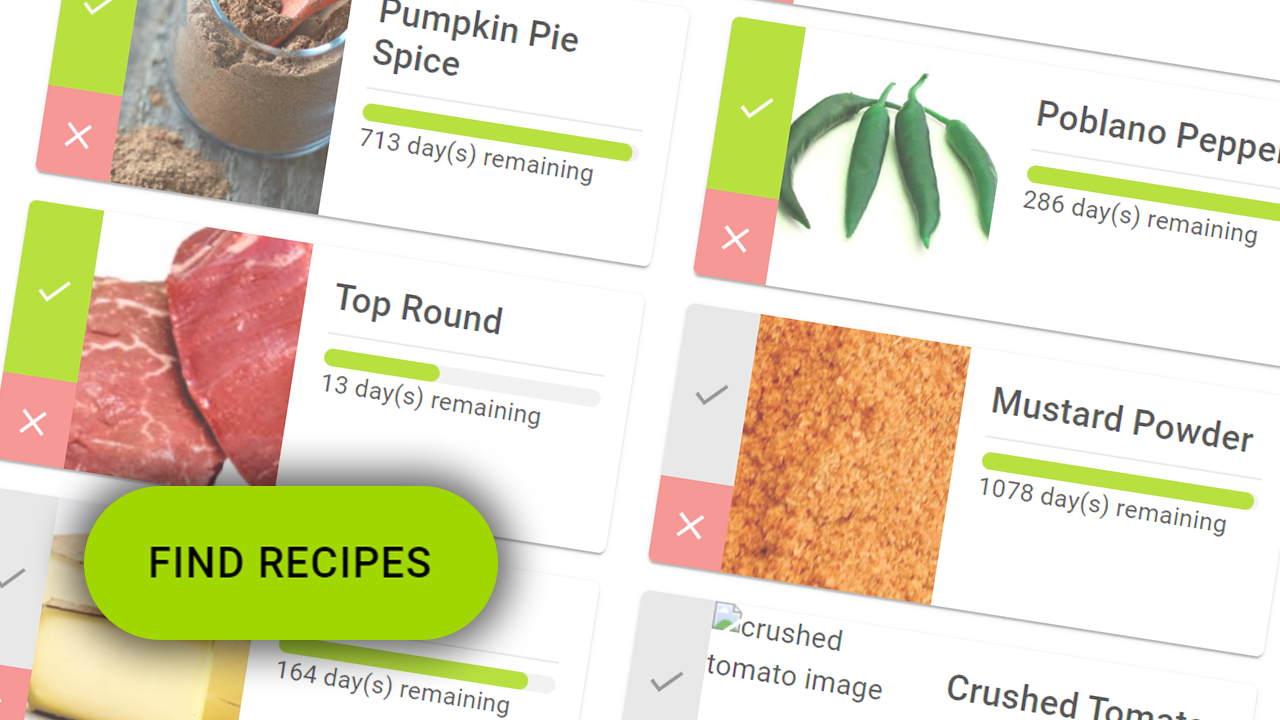 Pumpkin Pie
Spice
713 day(s) remaining
Poblano Pepper
286 day(s) remaining
Top Round
13 day(s) remaining
Mustard Powder
1078 day(s) remaining
FIND RECIPES
164 day(s) remaining
crushed
tomato image
Crushed Tomato